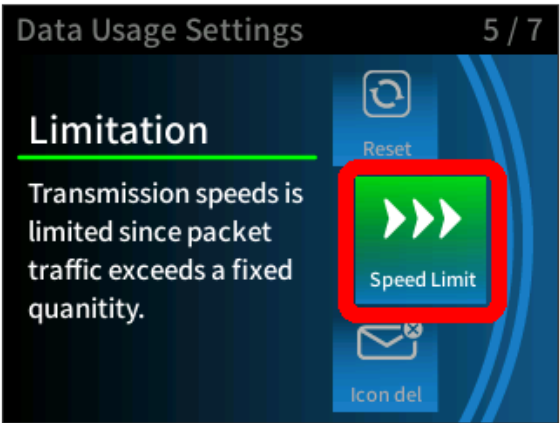 Data Usage Settings 5 / 7
Limitation
Transmission speeds is
limited since packet
traffic exceeds a fixed
quanitity.
Reset
Speed Limit
Icon del